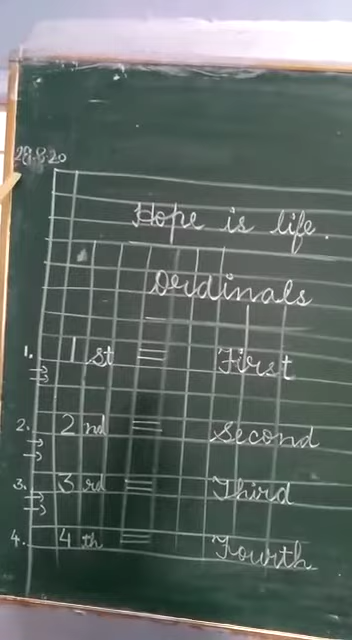 28.8.20
Hope is life.
Ordinals
1. 1st = First
2. 2nd = Second
3. 3rd = Third
4. 4th = Fourth